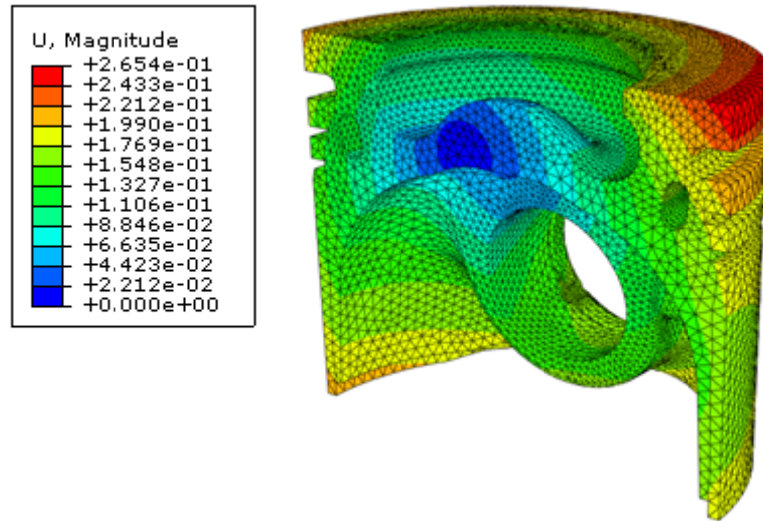 U, Magnitude
+2.654e-01
+2.433e-01
+2.212e-01
+1.990e-01
+1.769e-01
+1.548e-01
+1.327e-01
+1.106e-01
+8.846e-02
+6.635e-02
+4.423e-02
+2.212e-02
+0.000e+00